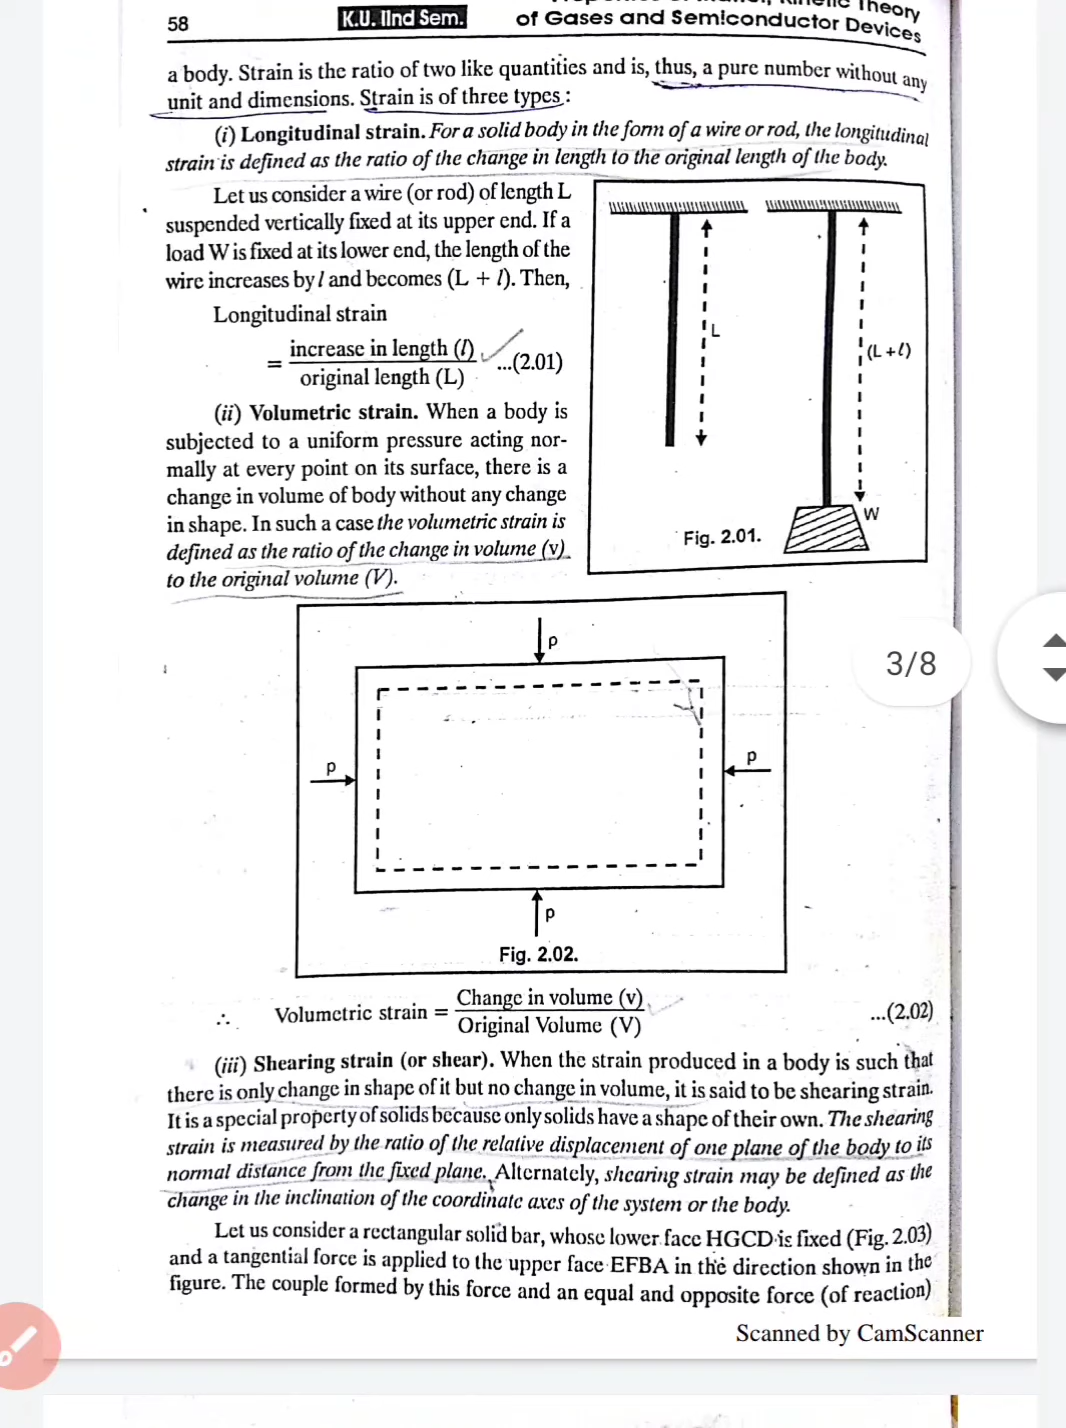 58
K.U. IInd Sem.
Theory
of Gases and Semiconductor Devices
a body. Strain is the ratio of two like quantities and is, thus, a pure number without any
unit and dimensions. Strain is of three types :
(i) Longitudinal strain. For a solid body in the form of a wire or rod, the longitudinal
strain is defined as the ratio of the change in length to the original length of the body.
Let us consider a wire (or rod) of length L
suspended vertically fixed at its upper end. If a
load W is fixed at its lower end, the length of the
wire increases by l and becomes (L + l). Then,
Longitudinal strain
= increase in length (l) ...(2.01)
original length (L)
(ii) Volumetric strain. When a body is
subjected to a uniform pressure acting nor-
mally at every point on its surface, there is a
change in volume of body without any change
in shape. In such a case the volumetric strain is
defined as the ratio of the change in volume (v)
to the original volume (V).
L
(L + l)
W
Fig. 2.01.
p
3/8
p
p
p
Fig. 2.02.
∴ Volumetric strain = Change in volume (v) ...(2.02)
Original Volume (V)
(iii) Shearing strain (or shear). When the strain produced in a body is such that
there is only change in shape of it but no change in volume, it is said to be shearing strain.
It is a special property of solids because only solids have a shape of their own. The shearing
strain is measured by the ratio of the relative displacement of one plane of the body to its
normal distance from the fixed plane. Alternately, shearing strain may be defined as the
change in the inclination of the coordinate axes of the system or the body.
Let us consider a rectangular solid bar, whose lower face HGCD is fixed (Fig. 2.03)
and a tangential force is applied to the upper face EFBA in the direction shown in the
figure. The couple formed by this force and an equal and opposite force (of reaction)
Scanned by CamScanner